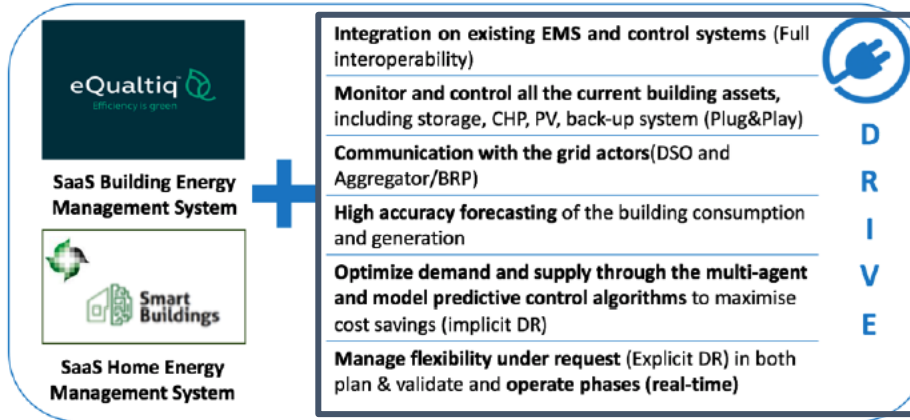 eQualtiq™
Efficiency is green
SaaS Building Energy
Management System
Smart
Buildings
SaaS Home Energy
Management System
Integration on existing EMS and control systems (Full
interoperability)
Monitor and control all the current building assets,
including storage, CHP, PV, back-up system (Plug&Play)
Communication with the grid actors(DSO and
Aggregator/BRP)
High accuracy forecasting of the building consumption
and generation
Optimize demand and supply through the multi-agent
and model predictive control algorithms to maximise
cost savings (implicit DR)
Manage flexibility under request (Explicit DR) in both
plan & validate and operate phases (real-time)
D
R
I
V
E